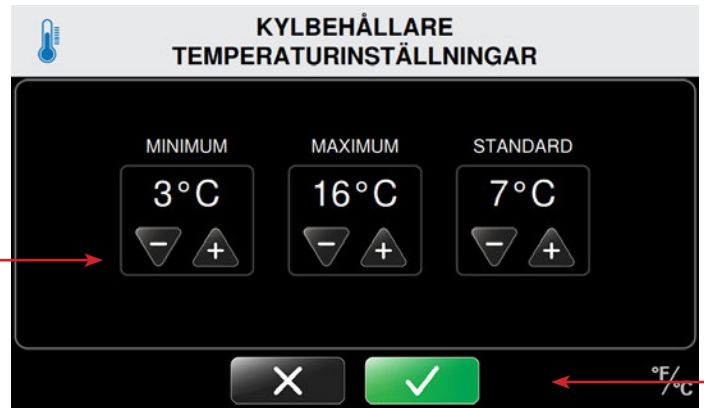 KYLBEHÅLLARE
TEMPERATURINSTÄLLNINGAR
MINIMUM MAXIMUM STANDARD
3°C 16°C 7°C
- + - + - +
°F/°C